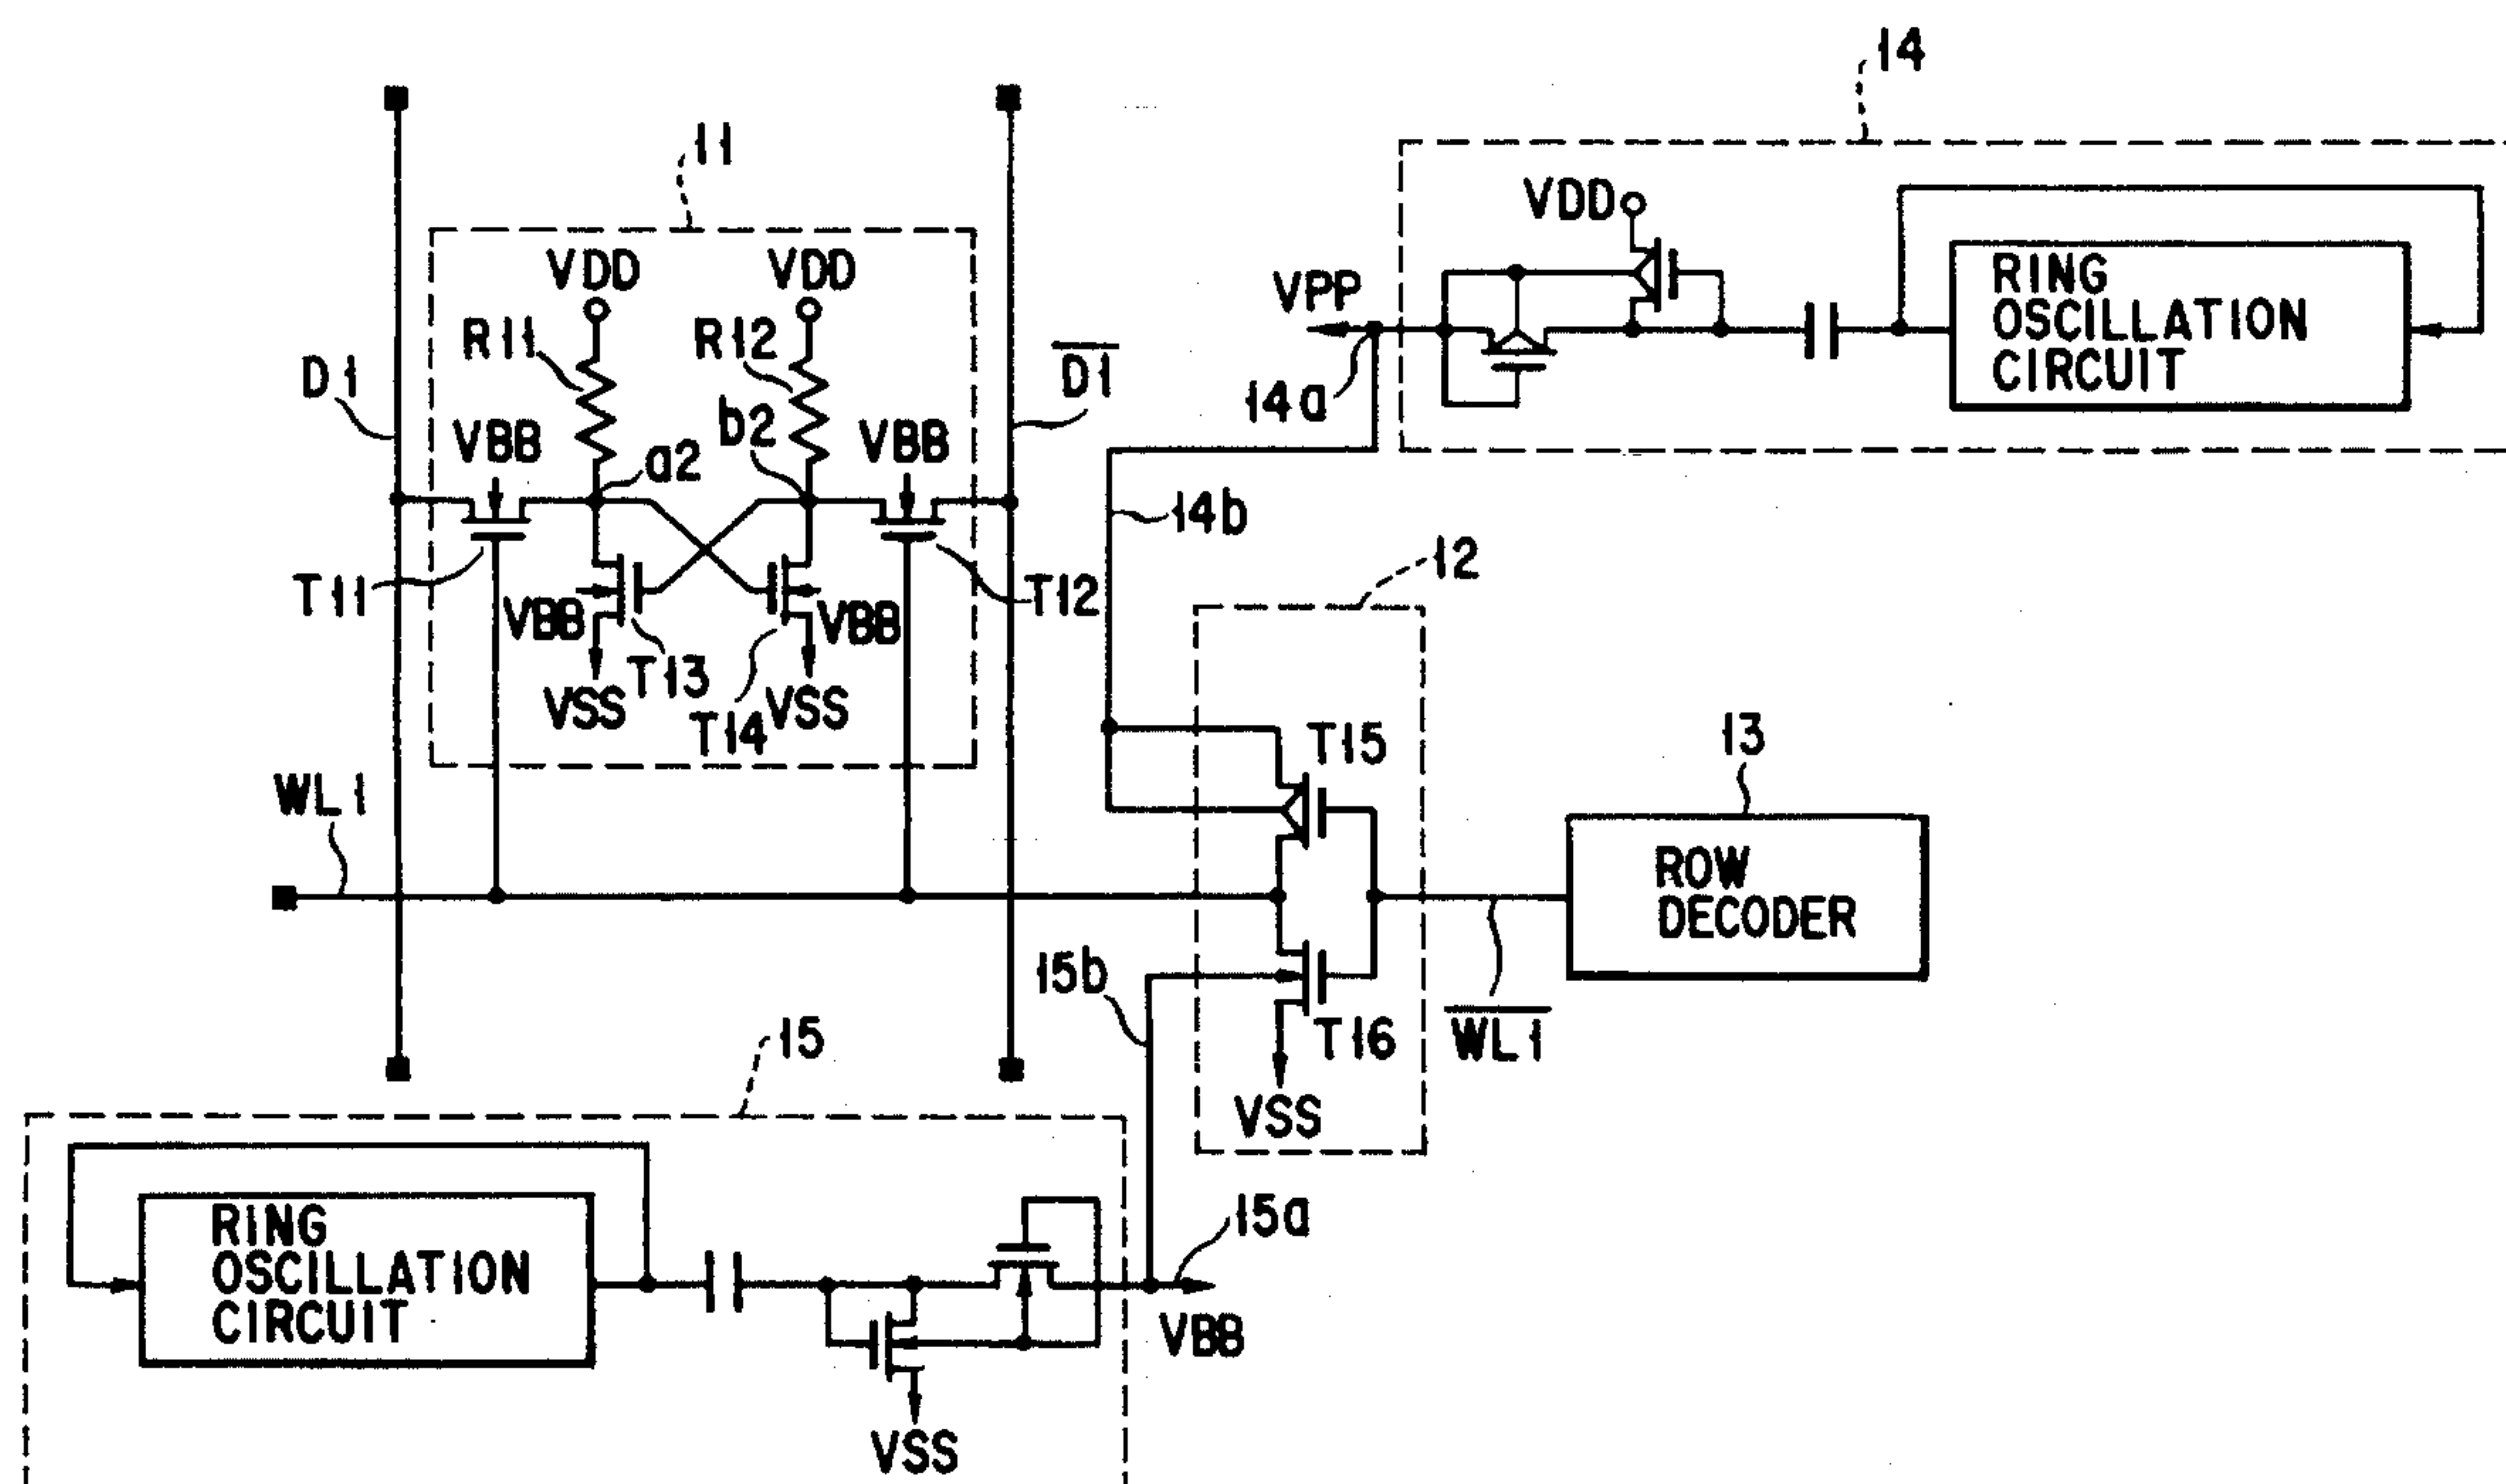 14
11
VDD
VDD
VDD
VPP
RING
OSCILLATION
CIRCUIT
R11
R12
D1
D1
14a
b2
VBB
VBB
a2
14b
12
T11
VBB
VBB
T12
T13
VSS
T14
VSS
T15
13
WL1
ROW
DECODER
15b
T16
WL1
15
VSS
15a
RING
OSCILLATION
CIRCUIT
VBB
VSS